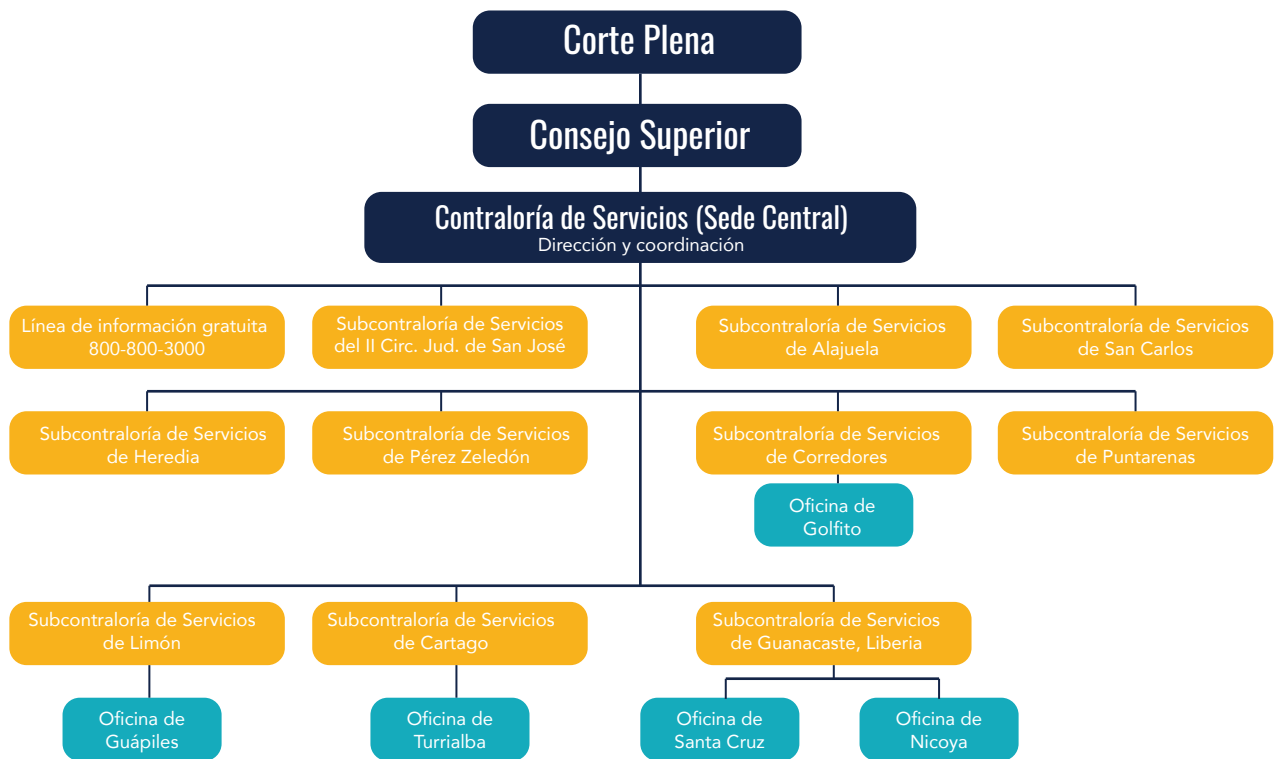 Corte Plena
Consejo Superior
Contraloría de Servicios (Sede Central)
Dirección y coordinación
Línea de información gratuita
800-800-3000
Subcontraloría de Servicios
del II Circ. Jud. de San José
Subcontraloría de Servicios
de Alajuela
Subcontraloría de Servicios
de San Carlos
Subcontraloría de Servicios
de Heredia
Subcontraloría de Servicios
de Pérez Zeledón
Subcontraloría de Servicios
de Corredores
Subcontraloría de Servicios
de Puntarenas
Oficina de
Golfito
Subcontraloría de Servicios
de Limón
Subcontraloría de Servicios
de Cartago
Subcontraloría de Servicios
de Guanacaste, Liberia
Oficina de
Guápiles
Oficina de
Turrialba
Oficina de
Santa Cruz
Oficina de
Nicoya